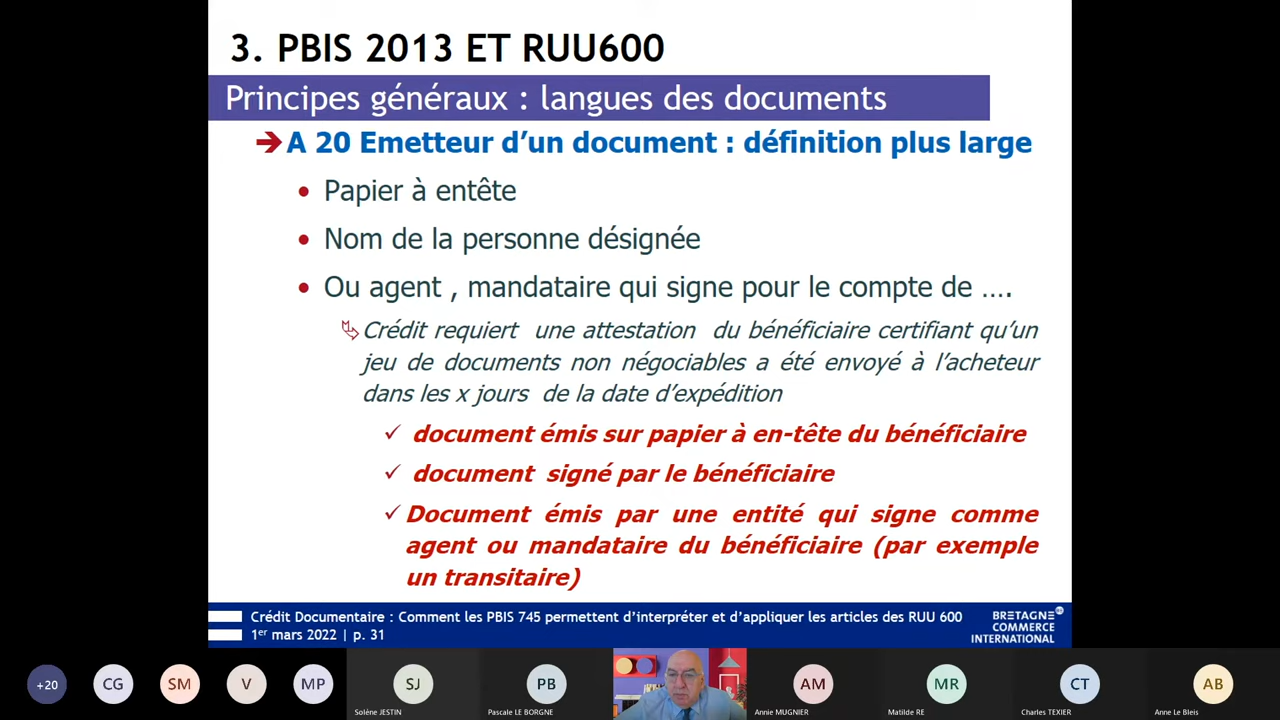 3. PBIS 2013 ET RUU600
Principes généraux : langues des documents
A 20 Emetteur d’un document : définition plus large
• Papier à entête
• Nom de la personne désignée
• Ou agent , mandataire qui signe pour le compte de ….
Crédit requiert une attestation du bénéficiaire certifiant qu’un
jeu de documents non négociables a été envoyé à l’acheteur
dans les x jours de la date d’expédition
✓ document émis sur papier à en-tête du bénéficiaire
✓ document signé par le bénéficiaire
✓ Document émis par une entité qui signe comme
agent ou mandataire du bénéficiaire (par exemple
un transitaire)
Crédit Documentaire : Comment les PBIS 745 permettent d’interpréter et d’appliquer les articles des RUU 600
1er mars 2022 | p. 31
BRETAGNE
COMMERCE
INTERNATIONAL
+20
CG
SM
V
MP
SJ
Solène JESTIN
PB
Pascale LE BORGNE
AM
Annie MUGNIER
MR
Matilde RE
CT
Charles TEXIER
AB
Anne Le Bleis